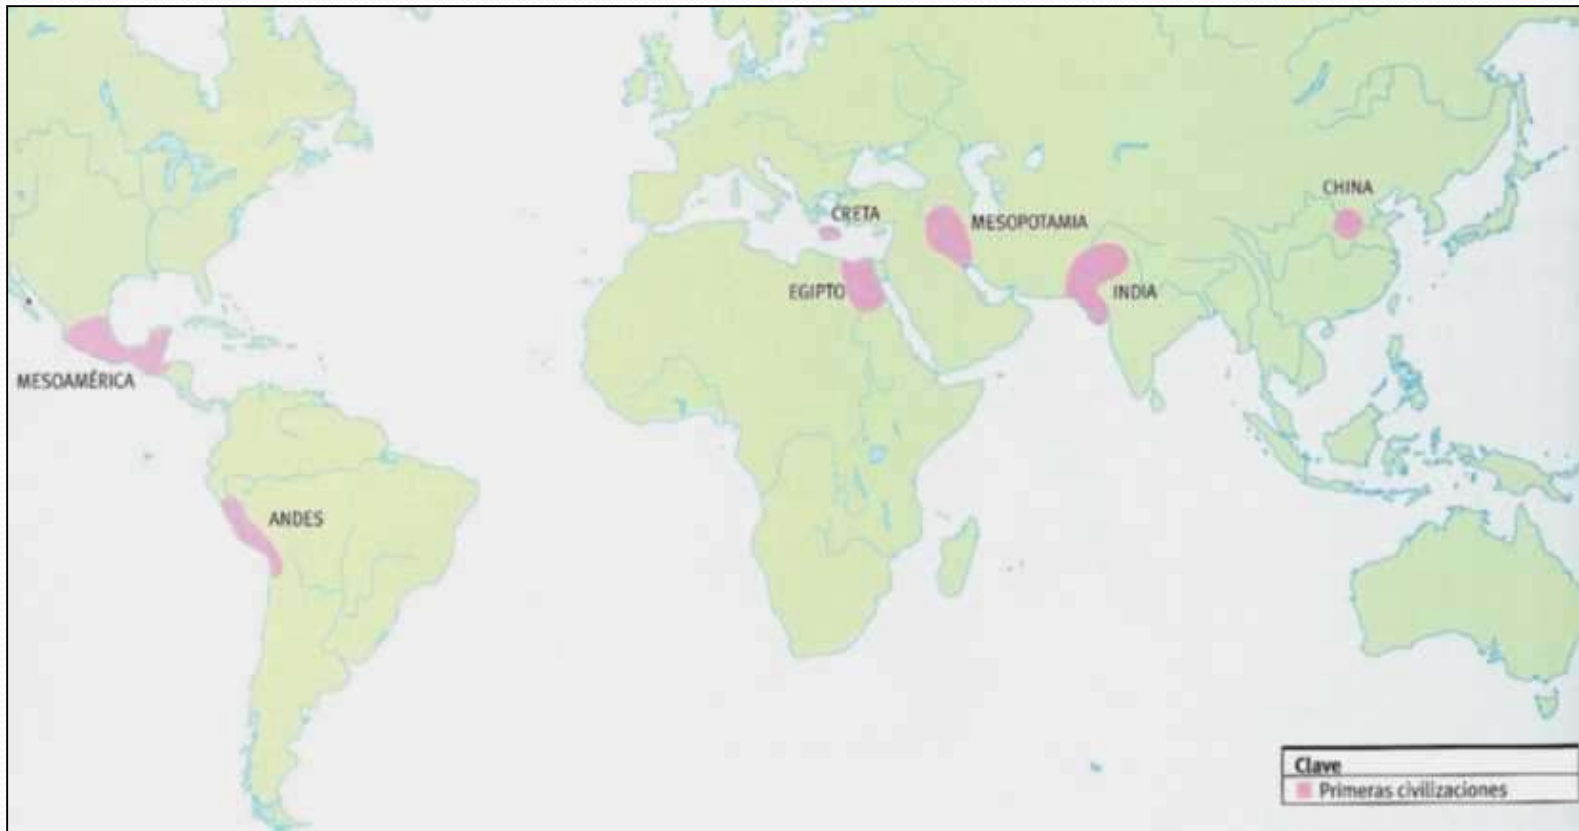 CHINA
CRETA
MESOPOTAMIA
EGIPTO
INDIA
MESOAMÉRICA
ANDES
Clave
Primeras civilizaciones